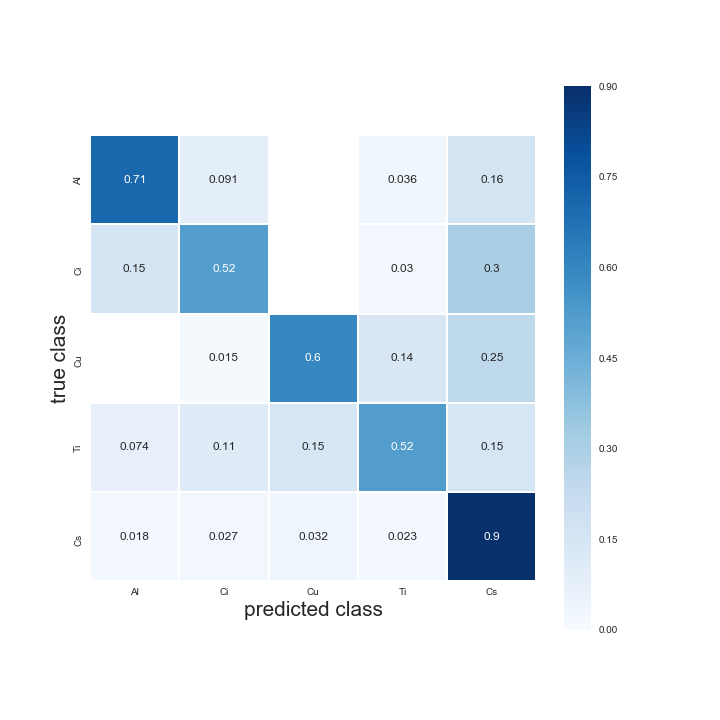 0.90
Al 0.71 0.091 0.036 0.16
0.75
Ci 0.15 0.52 0.03 0.3
0.60
true class
Cu 0.015 0.6 0.14 0.25
0.45
Ti 0.074 0.11 0.15 0.52 0.15
0.30
Cs 0.018 0.027 0.032 0.023 0.9
0.15
Al Ci Cu Ti Cs
predicted class
0.00